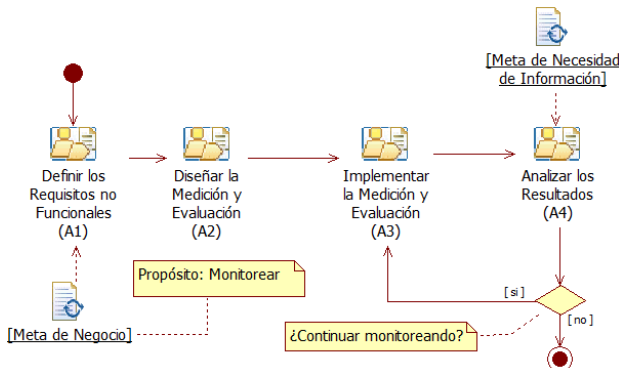 [Meta de Necesidad
de Información]
Definir los
Requisitos no
Funcionales
(A1)
Diseñar la
Medición y
Evaluación
(A2)
Implementar
la Medición y
Evaluación
(A3)
Analizar los
Resultados
(A4)
Propósito: Monitorear
[Meta de Negocio]
[si]
¿Continuar monitoreando?
[no]